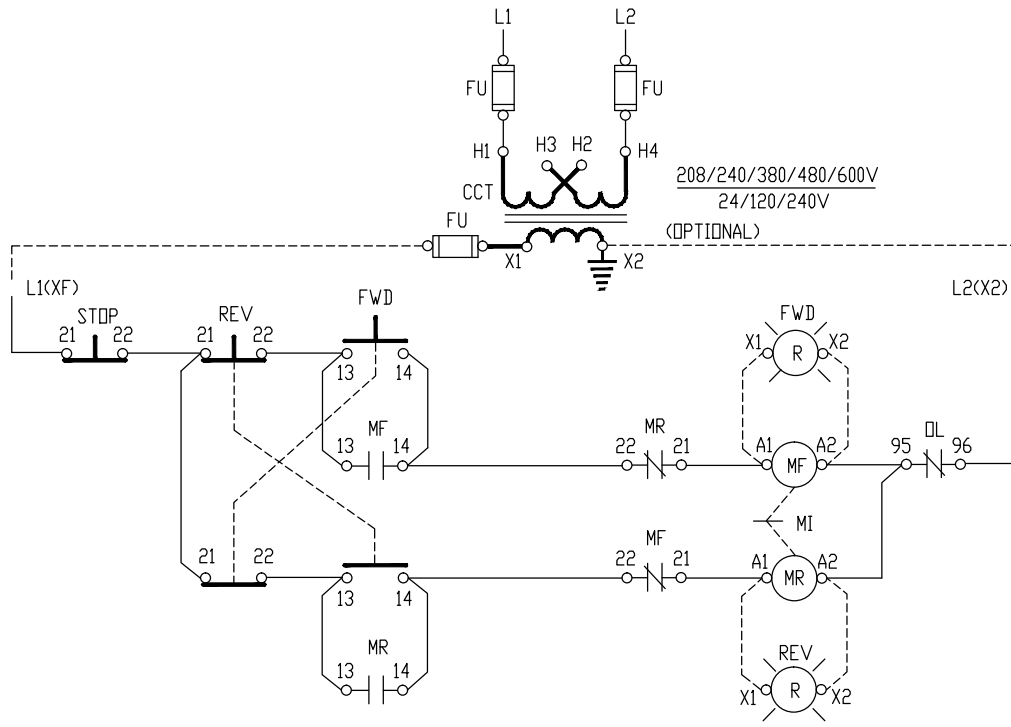 L1 L2
FU FU
H1 H3 H2 H4
CCT
208/240/380/480/600V
24/120/240V
FU
X1 X2 (OPTIONAL)
L1(XF) L2(X2)
STOP REV FWD FWD
21 22 21 22 X1 R X2
13 14
13 MF 14 MR OL
22 21 A1 MF A2 95 96
MI
21 22 MF
22 21 A1 MR A2
13 14
MR REV
13 14
X1 R X2